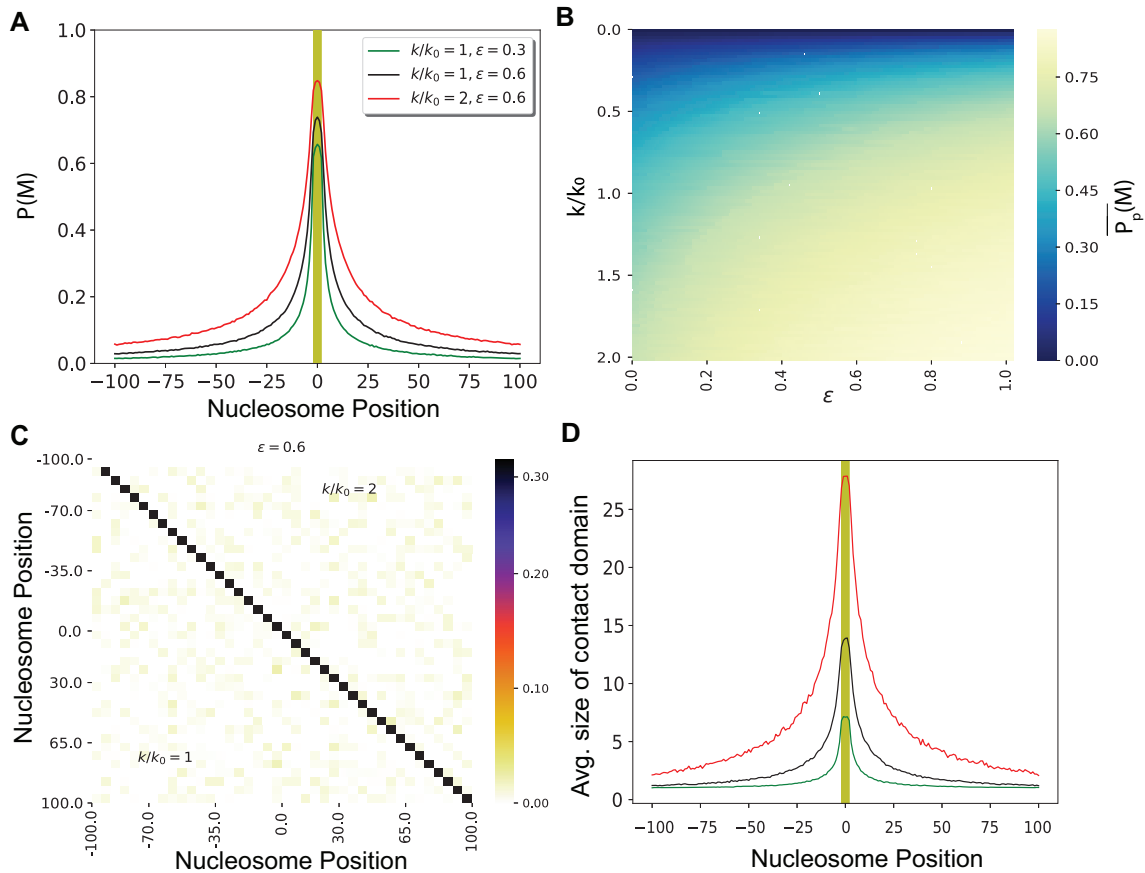 A
1.0
0.8
0.6
0.4
0.2
0.0
P(M)
k/k₀ = 1, ε = 0.3
k/k₀ = 1, ε = 0.6
k/k₀ = 2, ε = 0.6
−100 −75 −50 −25 0 25 50 75 100
Nucleosome Position
B
0.0
0.5
1.0
1.5
2.0
k/k₀
0.0 0.2 0.4 0.6 0.8 1.0
ε
0.75
0.60
0.45
0.30
0.15
0.00
P̅p̅(M)
C
ε = 0.6
k/k₀ = 2
k/k₀ = 1
-100.0
-70.0
-35.0
0.0
30.0
65.0
100.0
Nucleosome Position
-100.0 -70.0 -35.0 0.0 30.0 65.0 100.0
Nucleosome Position
0.30
0.20
0.10
0.00
D
25
20
15
10
5
0
Avg. size of contact domain
−100 −75 −50 −25 0 25 50 75 100
Nucleosome Position